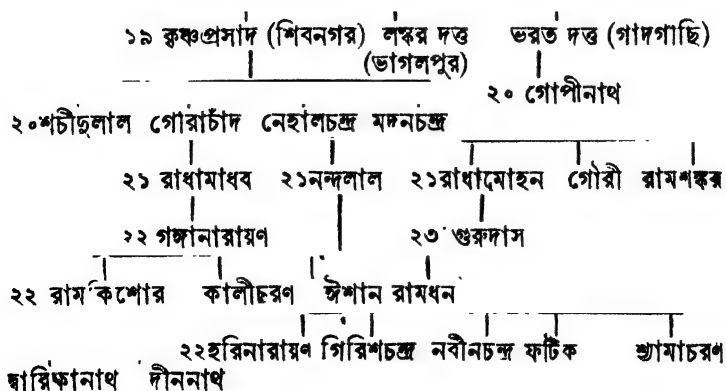 ১৯ কৃষ্ণপ্রসাদ (শিবনগর) লস্কর দত্ত ভরত দত্ত (গাদগাছি)
(ভাগলপুর)
২০ গোপীনাথ
২০শচীদুলাল গোরাচাঁদ নেহালচন্দ্র মদনচন্দ্র
২১ রাধামাধব ২১নন্দলাল ২১রাধামোহন গৌরী রামশঙ্কর
২২ গঙ্গানারায়ণ ২৩ গুরুদাস
২২ রামকিশোর কালীচরণ ঈশান রামধন
২২হরিনারায়ণ গিরিশচন্দ্র নবীনচন্দ্র ফটিক শ্যামাচরণ
দ্বারিকানাথ দীননাথ